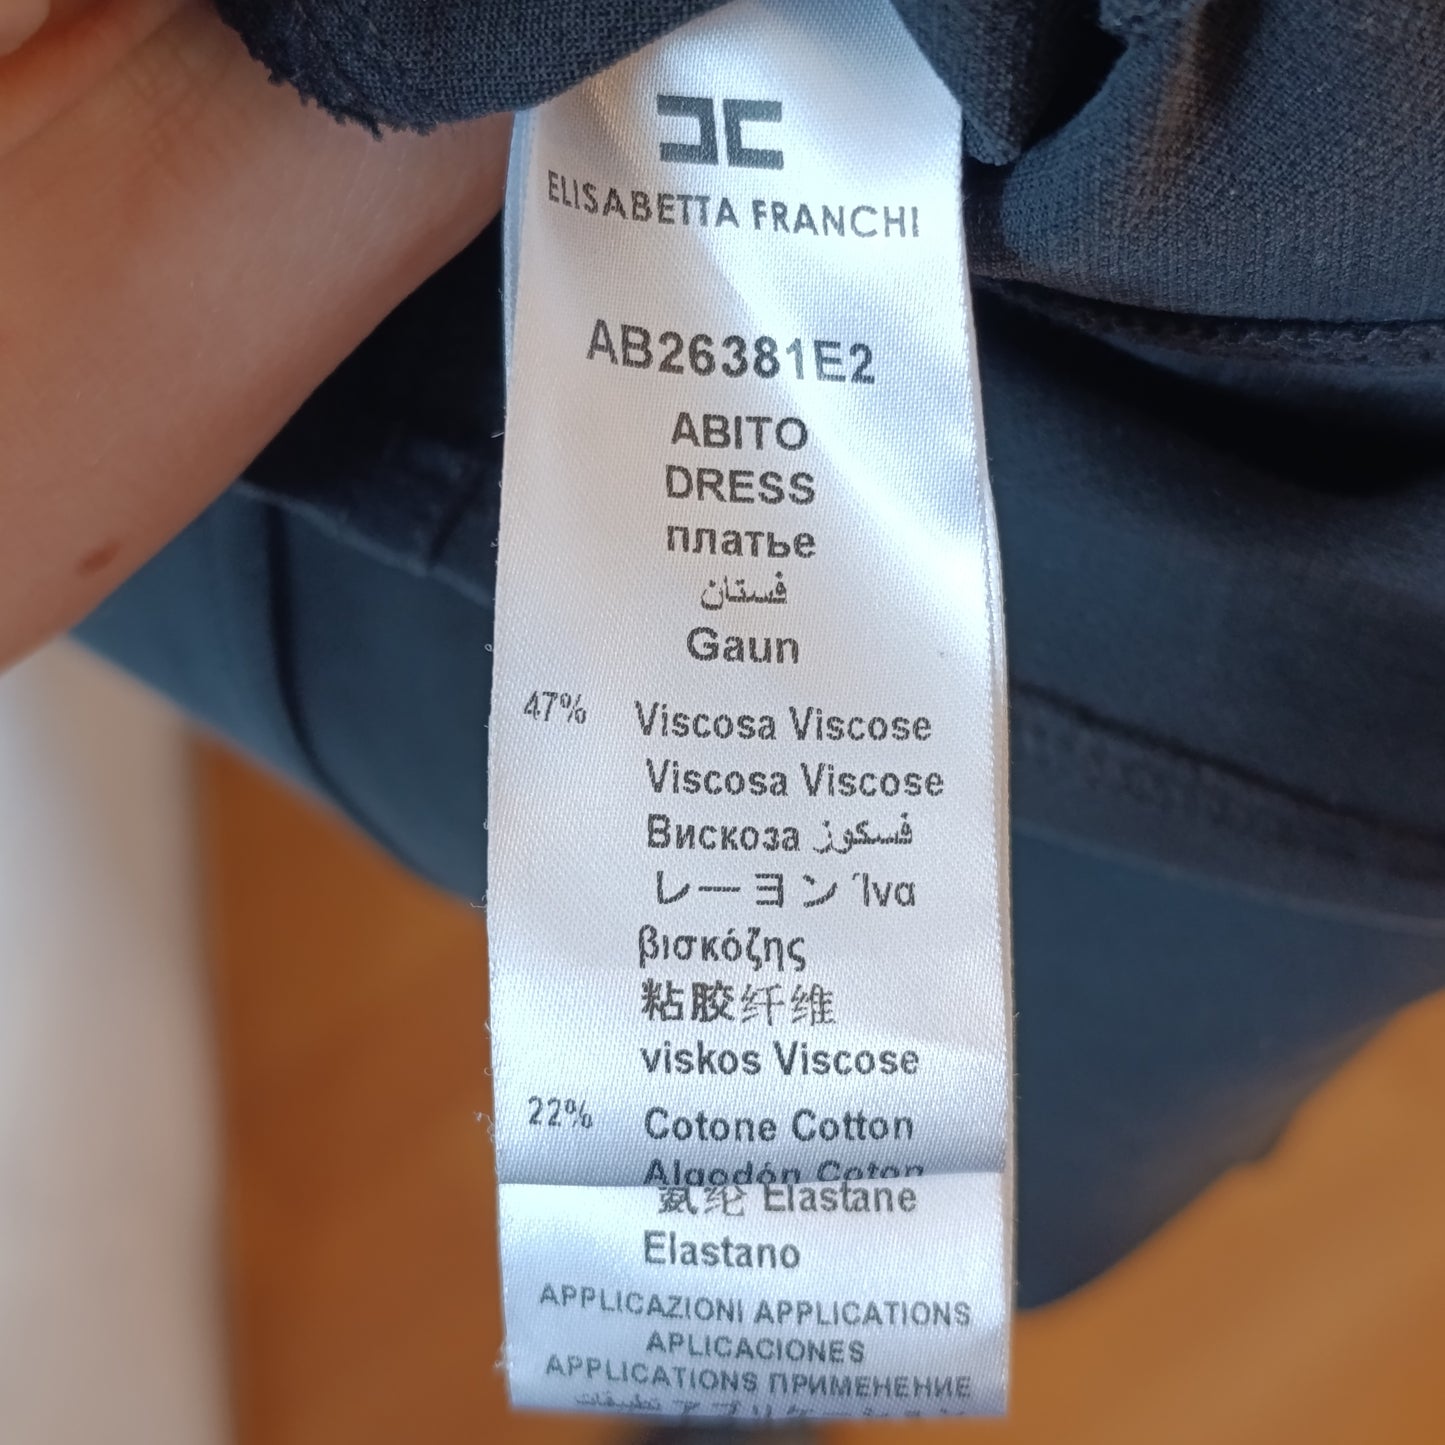 ELISABETTA FRANCHI
AB26381E2
ABITO
DRESS
платье
فستان
Gaun
47% Viscosa Viscose
Viscosa Viscose
Вискоза فسكوز
レーヨン Ίνα
βισκόζης
粘胶纤维
viskos Viscose
22% Cotone Cotton
Algodón Coton
氨纶 Elastane
Elastano
APPLICAZIONI APPLICATIONS
APLICACIONES
APPLICATIONS ПРИМЕНЕНИЕ